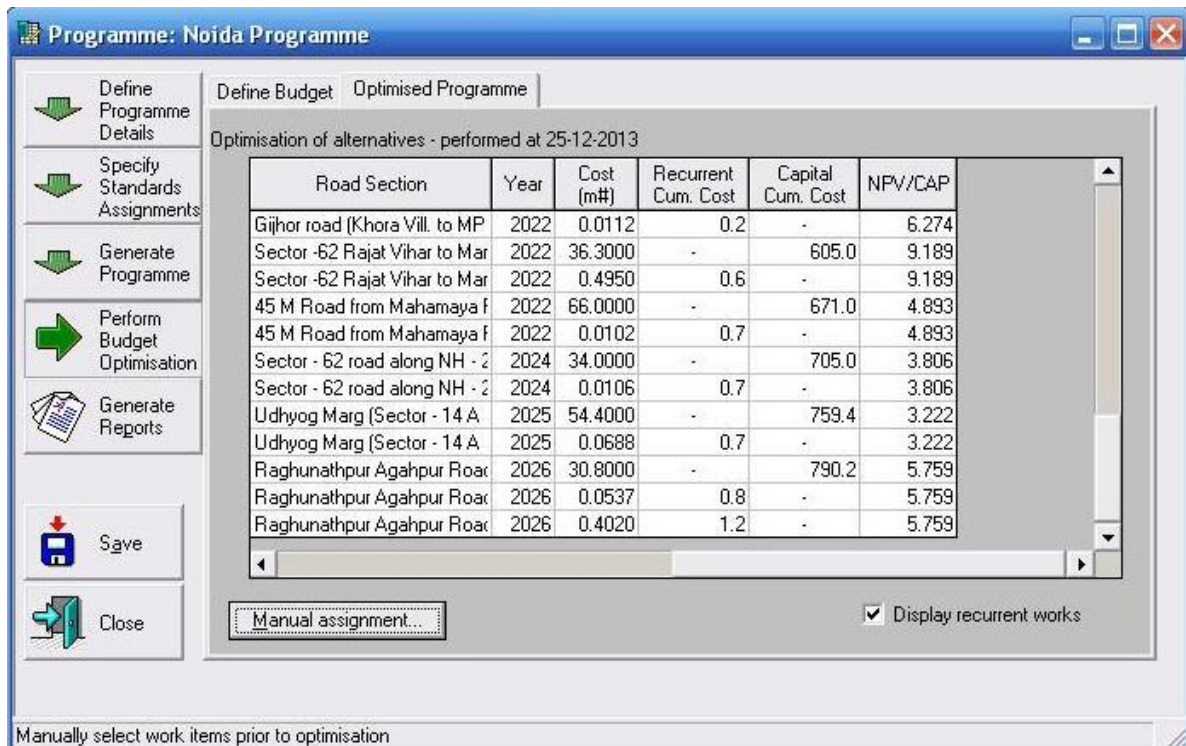 Programme: Noida Programme
Define Programme Details
Specify Standards Assignments
Generate Programme
Perform Budget Optimisation
Generate Reports
Save
Close
Define Budget Optimised Programme
Optimisation of alternatives - performed at 25-12-2013
Road Section Year Cost (m#) Recurrent Cum. Cost Capital Cum. Cost NPV/CAP
Gijhor road (Khora Vill. to MP 2022 0.0112 0.2 - 6.274
Sector -62 Rajat Vihar to Mar 2022 36.3000 - 605.0 9.189
Sector -62 Rajat Vihar to Mar 2022 0.4950 0.6 - 9.189
45 M Road from Mahamaya F 2022 66.0000 - 671.0 4.893
45 M Road from Mahamaya F 2022 0.0102 0.7 - 4.893
Sector - 62 road along NH - 2 2024 34.0000 - 705.0 3.806
Sector - 62 road along NH - 2 2024 0.0106 0.7 - 3.806
Udhyog Marg (Sector - 14 A 2025 54.4000 - 759.4 3.222
Udhyog Marg (Sector - 14 A 2025 0.0688 0.7 - 3.222
Raghunathpur Agahpur Road 2026 30.8000 - 790.2 5.759
Raghunathpur Agahpur Road 2026 0.0537 0.8 - 5.759
Raghunathpur Agahpur Road 2026 0.4020 1.2 - 5.759
Manual assignment...
Display recurrent works
Manually select work items prior to optimisation